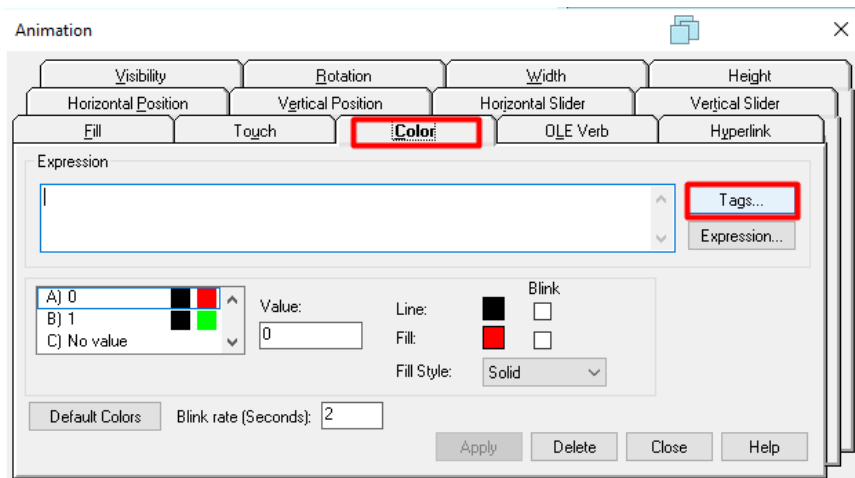 Animation
Visibility Rotation Width Height
Horizontal Position Vertical Position Horizontal Slider Vertical Slider
Fill Touch Color OLE Verb Hyperlink
Expression
Tags...
Expression...
A) 0
B) 1
C) No value
Value:
0
Blink
Line:
Fill:
Fill Style: Solid
Default Colors Blink rate (Seconds): 2
Apply Delete Close Help